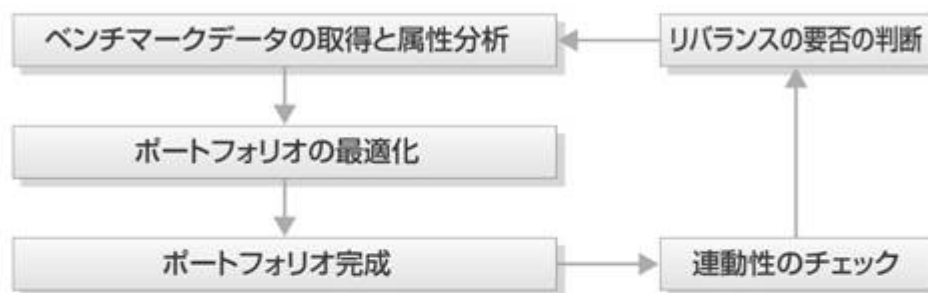 ベンチマークデータの取得と属性分析
リバランスの要否の判断
ポートフォリオの最適化
ポートフォリオ完成
連動性のチェック